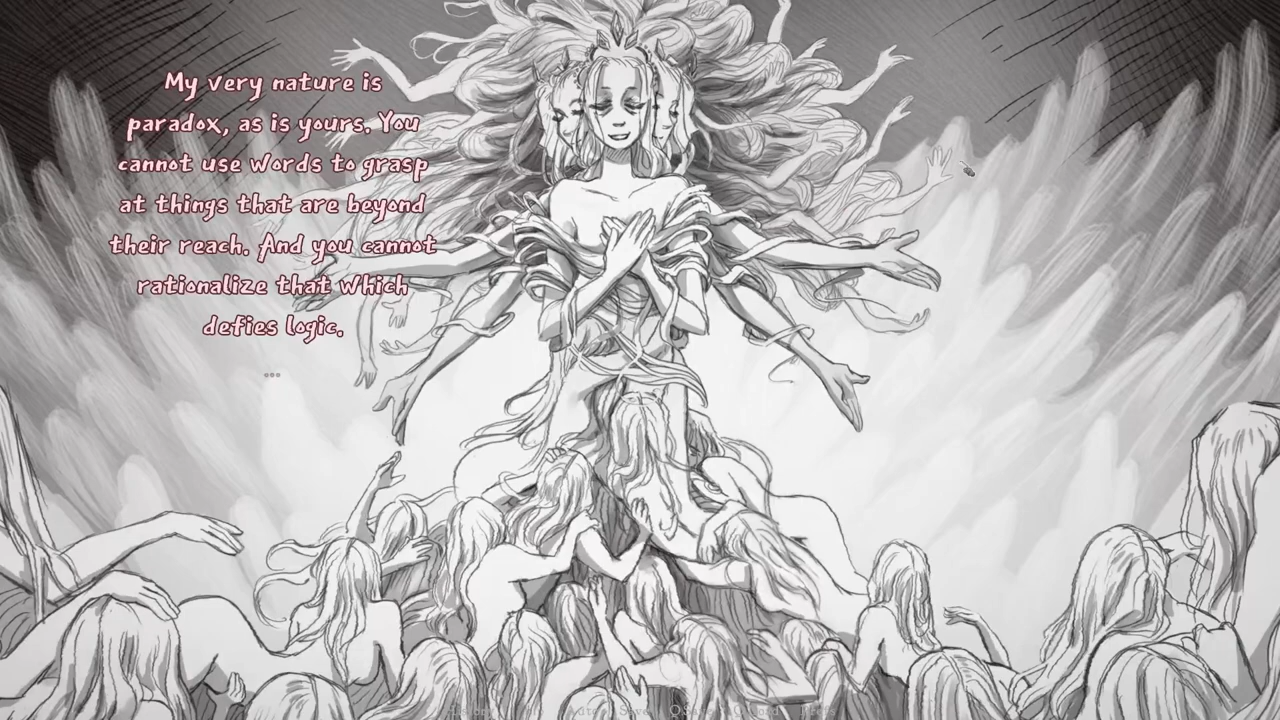 My very nature is
paradox, as is yours. You
cannot use words to grasp
at things that are beyond
their reach. And you cannot
rationalize that which
defies logic.
...